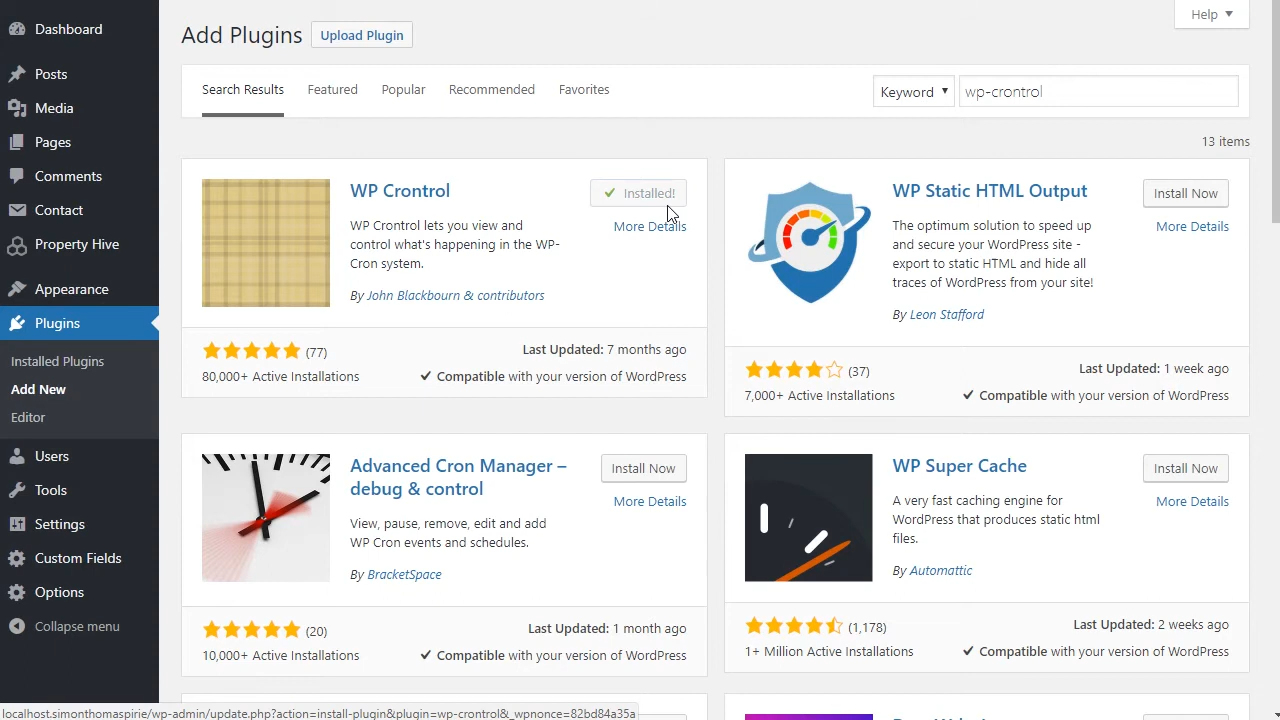 Dashboard
Posts
Media
Pages
Comments
Contact
Property Hive
Appearance
Plugins
Installed Plugins
Add New
Editor
Users
Tools
Settings
Custom Fields
Options
Collapse menu
Help
Add Plugins
Upload Plugin
Search Results
Featured
Popular
Recommended
Favorites
Keyword
wp-crontrol
13 items
WP Crontrol
Installed!
More Details
WP Crontrol lets you view and
control what's happening in the WP-
Cron system.
By John Blackbourn & contributors
(77)
Last Updated: 7 months ago
80,000+ Active Installations
Compatible with your version of WordPress
WP Static HTML Output
Install Now
More Details
The optimum solution to speed up
and secure your WordPress site -
export to static HTML and hide all
traces of WordPress from your site!
By Leon Stafford
(37)
Last Updated: 1 week ago
7,000+ Active Installations
Compatible with your version of WordPress
Advanced Cron Manager –
debug & control
Install Now
More Details
View, pause, remove, edit and add
WP Cron events and schedules.
By BracketSpace
(20)
Last Updated: 1 month ago
10,000+ Active Installations
Compatible with your version of WordPress
WP Super Cache
Install Now
More Details
A very fast caching engine for
WordPress that produces static html
files.
By Automattic
(1,178)
Last Updated: 2 weeks ago
1+ Million Active Installations
Compatible with your version of WordPress
localhost.simonthomaspirie/wp-admin/update.php?action=install-plugin&plugin=wp-crontrol&_wpnonce=82bd84a35a